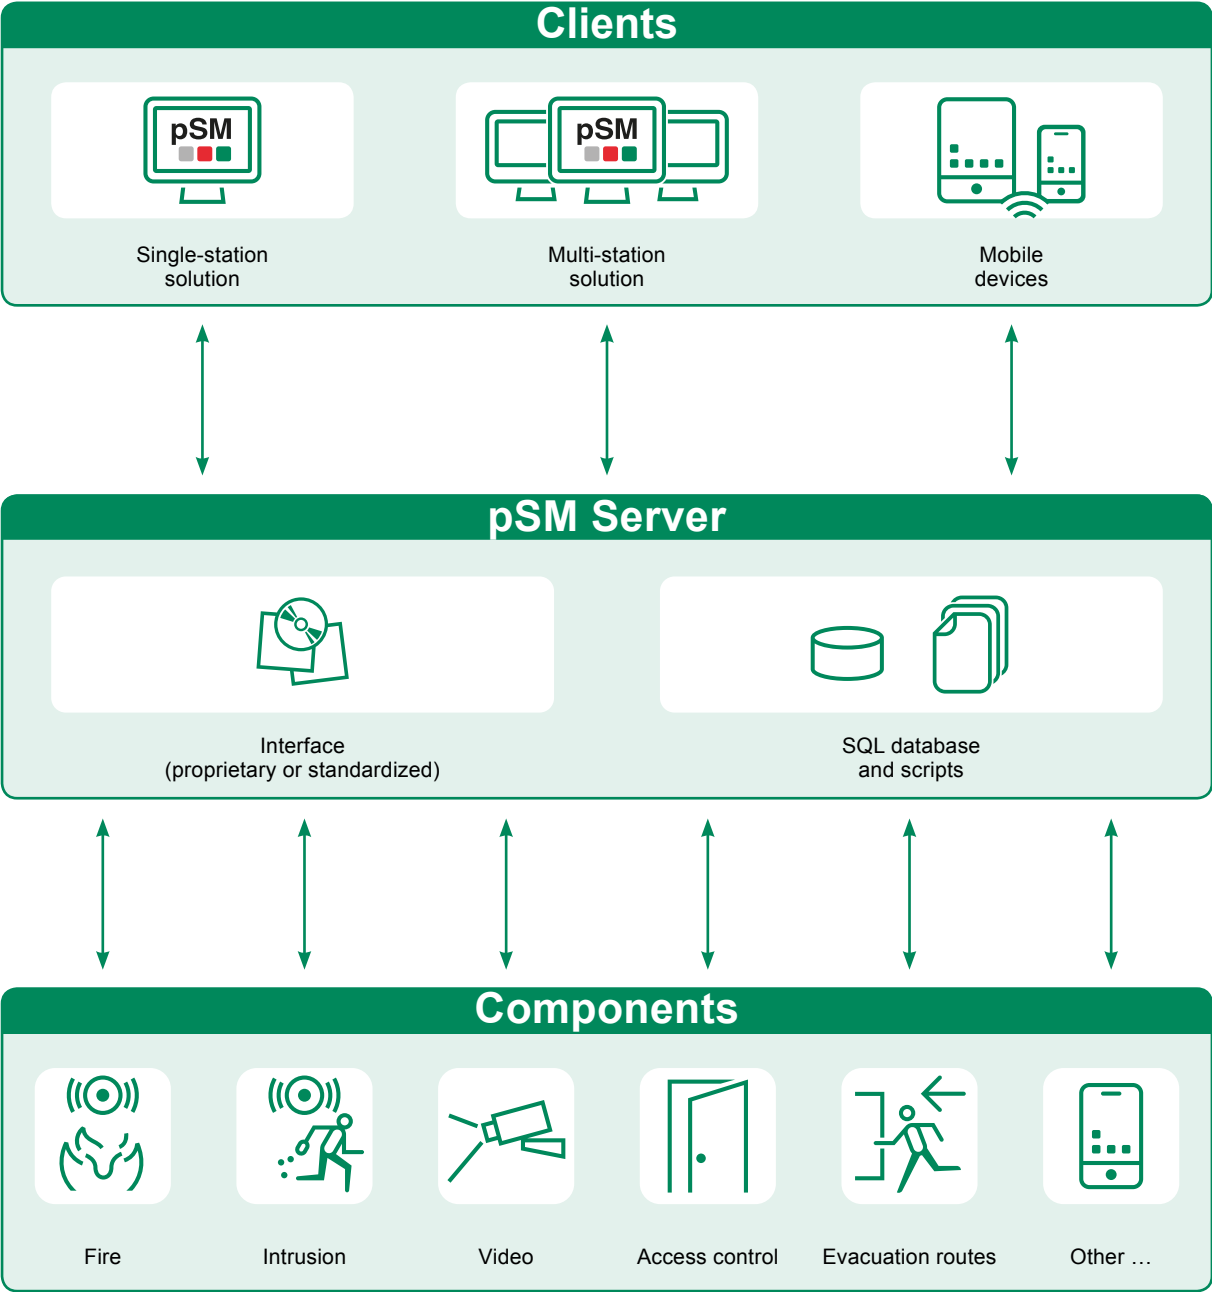 Clients
pSM
pSM
Single-station
solution
Multi-station
solution
Mobile
devices
pSM Server
Interface
(proprietary or standardized)
SQL database
and scripts
Components
Fire
Intrusion
Video
Access control
Evacuation routes
Other …